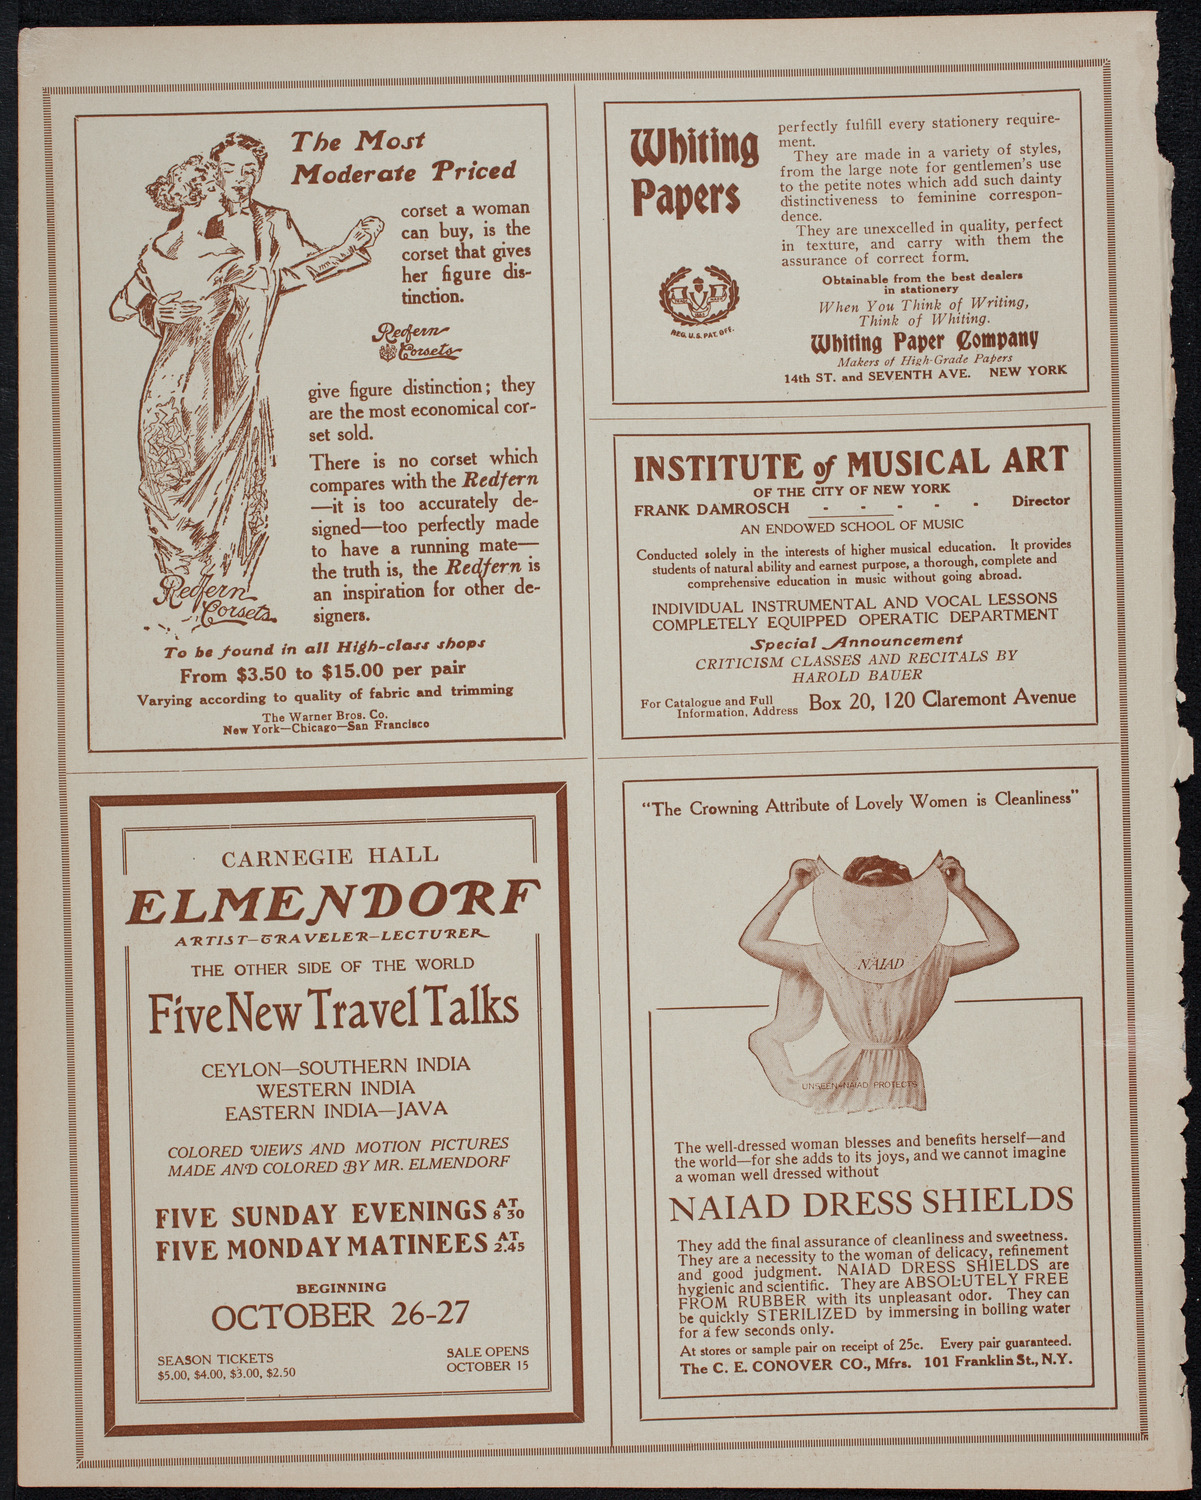 The Most
Moderate Priced
corset a woman
can buy, is the
corset that gives
her figure dis-
tinction.
Redfern
Corsets
give figure distinction; they
are the most economical cor-
set sold.
There is no corset which
compares with the Redfern
—it is too accurately de-
signed—too perfectly made
to have a running mate—
the truth is, the Redfern is
an inspiration for other de-
signers.
Redfern
Corsets
To be found in all High-class shops
From $3.50 to $15.00 per pair
Varying according to quality of fabric and trimming
The Warner Bros. Co.
New York—Chicago—San Francisco
Whiting
Papers
REG. U.S. PAT. OFF.
perfectly fulfill every stationery require-
ment.
They are made in a variety of styles,
from the large note for gentlemen's use
to the petite notes which add such dainty
distinctiveness to feminine correspon-
dence.
They are unexcelled in quality, perfect
in texture, and carry with them the
assurance of correct form.
Obtainable from the best dealers
in stationery
When You Think of Writing,
Think of Whiting.
Whiting Paper Company
Makers of High-Grade Papers
14th ST. and SEVENTH AVE. NEW YORK
INSTITUTE of MUSICAL ART
OF THE CITY OF NEW YORK
FRANK DAMROSCH - - - - - Director
AN ENDOWED SCHOOL OF MUSIC
Conducted solely in the interests of higher musical education. It provides
students of natural ability and earnest purpose, a thorough, complete and
comprehensive education in music without going abroad.
INDIVIDUAL INSTRUMENTAL AND VOCAL LESSONS
COMPLETELY EQUIPPED OPERATIC DEPARTMENT
Special Announcement
CRITICISM CLASSES AND RECITALS BY
HAROLD BAUER
For Catalogue and Full
Information, Address Box 20, 120 Claremont Avenue
CARNEGIE HALL
ELMENDORF
ARTIST—TRAVELER—LECTURER
THE OTHER SIDE OF THE WORLD
Five New Travel Talks
CEYLON—SOUTHERN INDIA
WESTERN INDIA
EASTERN INDIA—JAVA
COLORED VIEWS AND MOTION PICTURES
MADE AND COLORED BY MR. ELMENDORF
FIVE SUNDAY EVENINGS AT 8 30
FIVE MONDAY MATINEES AT 2.45
BEGINNING
OCTOBER 26-27
SEASON TICKETS
$5.00, $4.00, $3.00, $2.50
SALE OPENS
OCTOBER 15
"The Crowning Attribute of Lovely Women is Cleanliness"
NAIAD
UNSEEN-NAIAD PROTECTS
The well-dressed woman blesses and benefits herself—and
the world—for she adds to its joys, and we cannot imagine
a woman well dressed without
NAIAD DRESS SHIELDS
They add the final assurance of cleanliness and sweetness.
They are a necessity to the woman of delicacy, refinement
and good judgment. NAIAD DRESS SHIELDS are
hygienic and scientific. They are ABSOLUTELY FREE
FROM RUBBER with its unpleasant odor. They can
be quickly STERILIZED by immersing in boiling water
for a few seconds only.
At stores or sample pair on receipt of 25c. Every pair guaranteed.
The C. E. CONOVER CO., Mfrs. 101 Franklin St., N.Y.